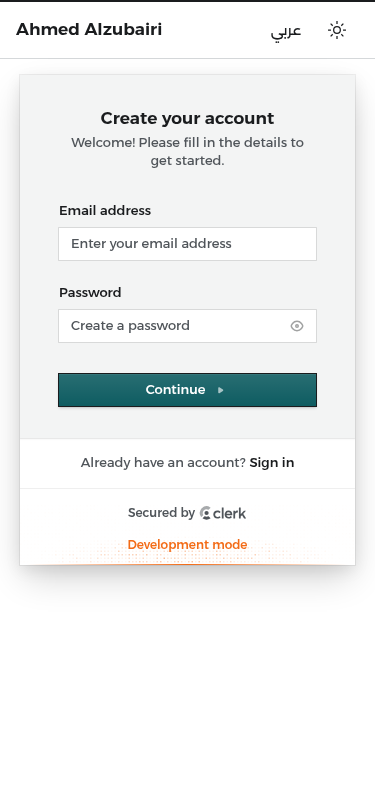 Ahmed Alzubairi
عربي
Create your account
Welcome! Please fill in the details to
get started.
Email address
Enter your email address
Password
Create a password
Continue
Already have an account? Sign in
Secured by clerk
Development mode